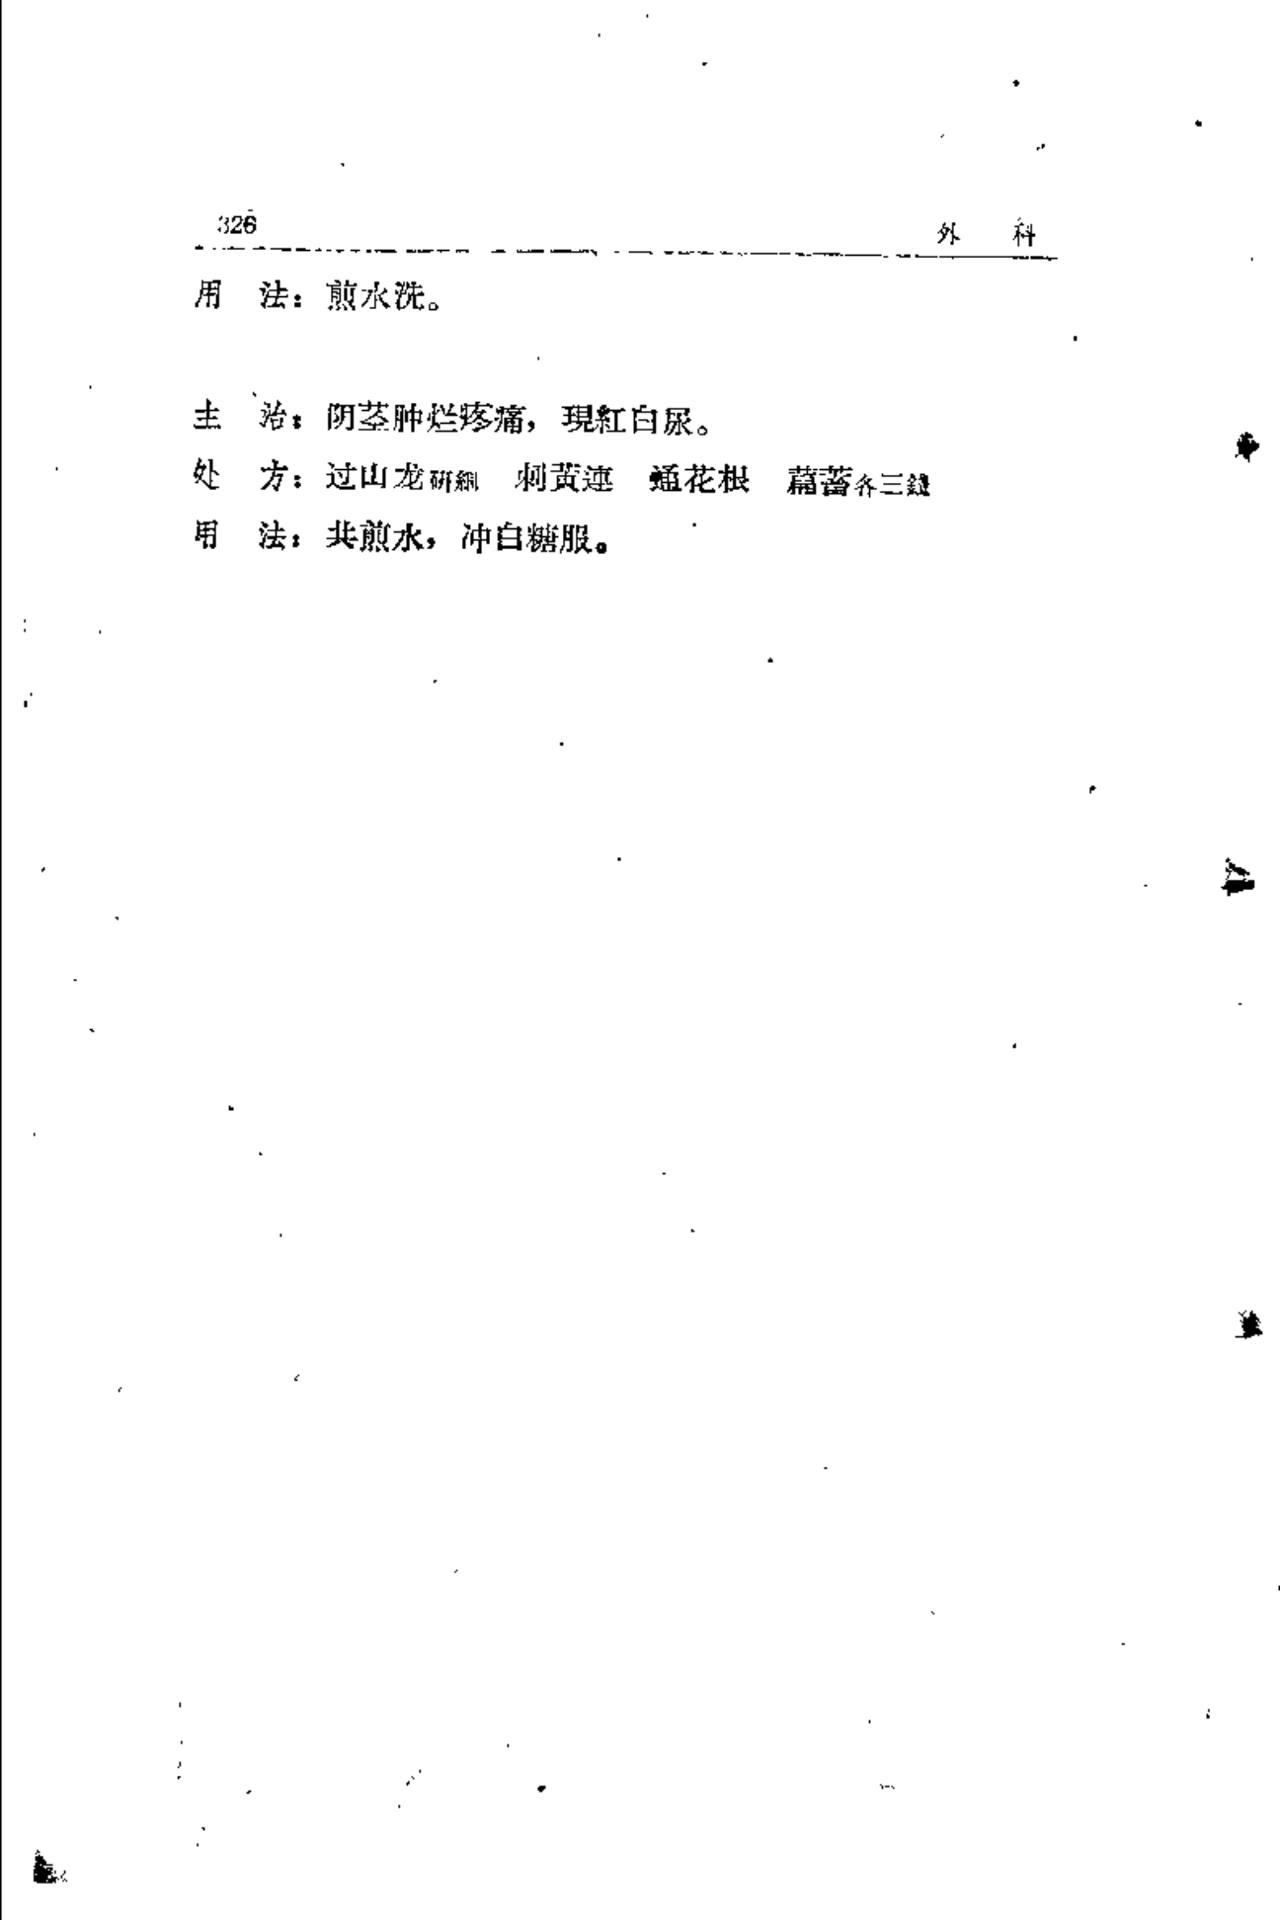 326 外 科
用 法：煎水洗。
主 治：阴茎肿烂疼痛，現紅白尿。
处 方：过山龙研細 刺黄連 通花根 萹蓄各三錢
用 法：共煎水，冲白糖服。